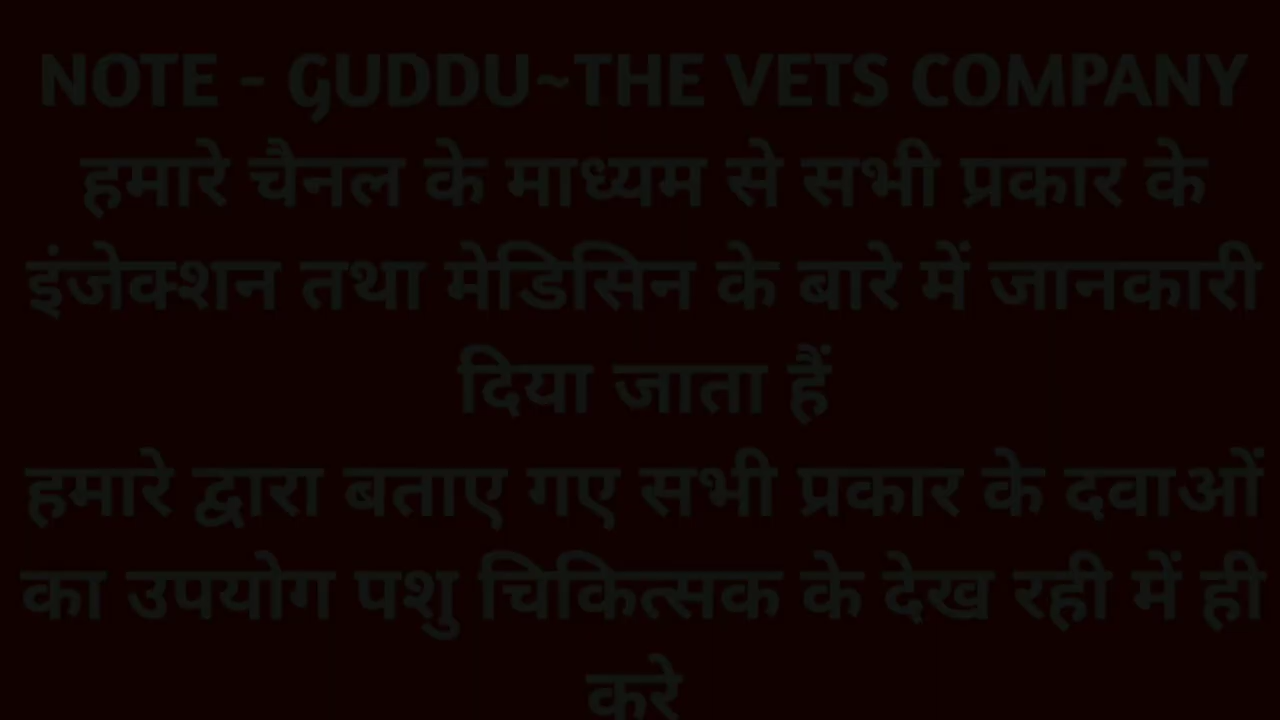 NOTE - GUDDU~THE VETS COMPANY
हमारे चैनल के माध्यम से सभी प्रकार के
इंजेक्शन तथा मेडिसिन के बारे में जानकारी
दिया जाता हैं
हमारे द्वारा बताए गए सभी प्रकार के दवाओं
का उपयोग पशु चिकित्सक के देख रही में ही
करे